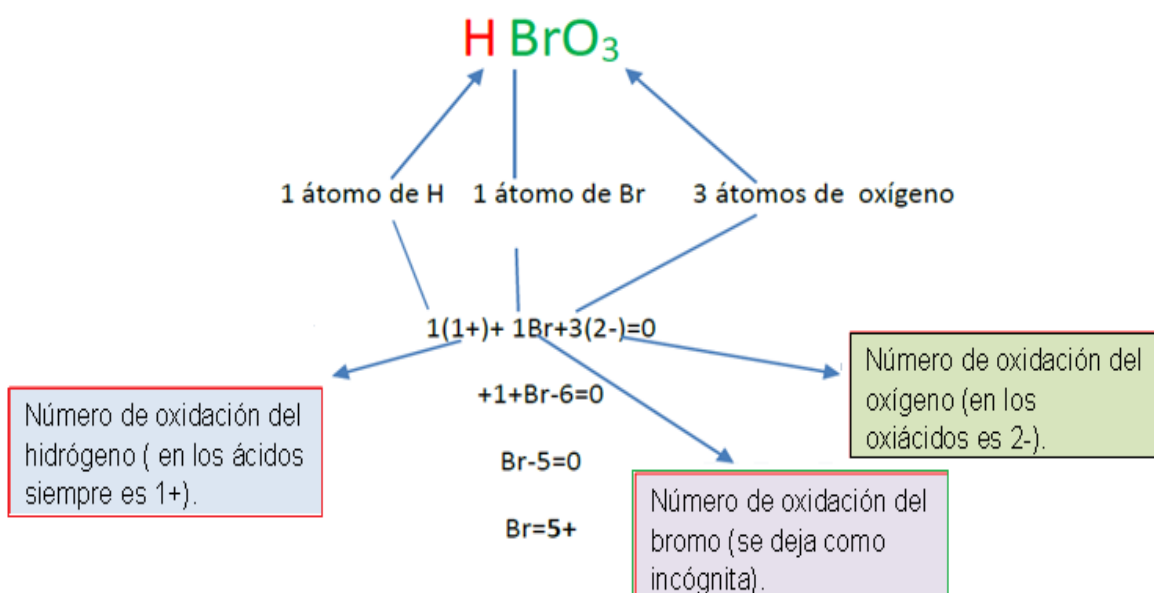 H BrO₃
1 átomo de H 1 átomo de Br 3 átomos de oxígeno
1(1+)+ 1Br+3(2-)=0
+1+Br-6=0
Br-5=0
Br=5+
Número de oxidación del
hidrógeno ( en los ácidos
siempre es 1+).
Número de oxidación del
bromo (se deja como
incógnita).
Número de oxidación del
oxígeno (en los
oxiácidos es 2-).